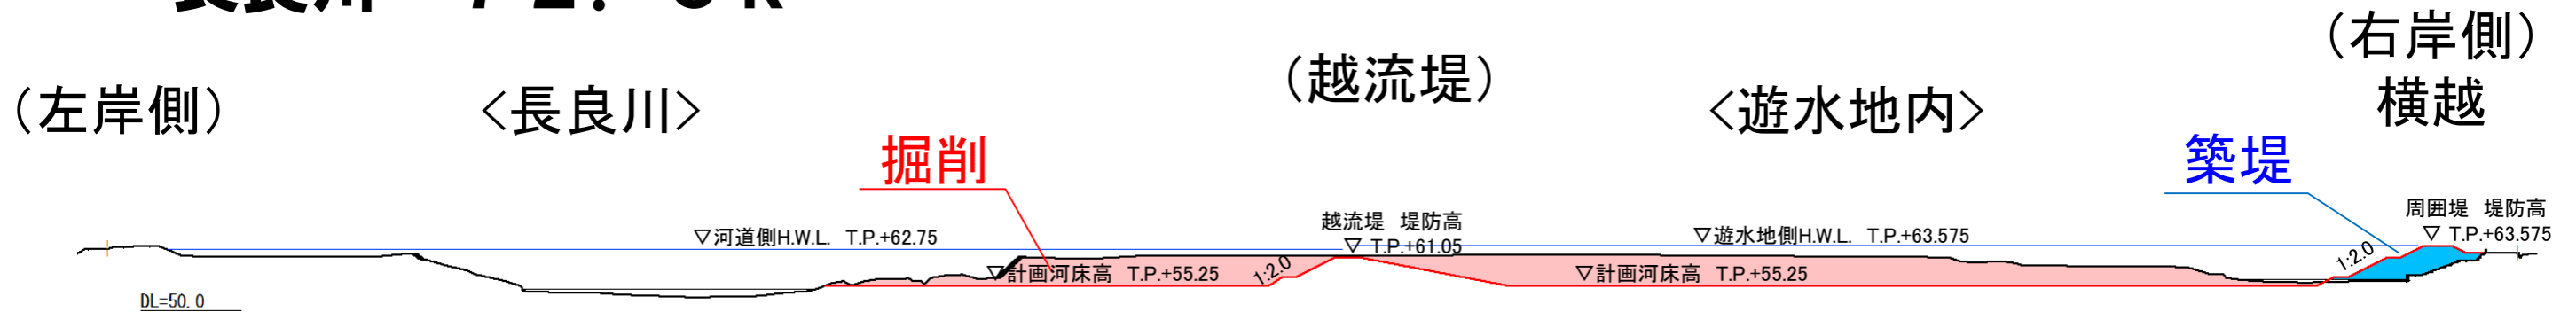 (右岸側)
横越
(越流堤)
(左岸側)
<長良川>
<遊水地内>
掘削
築堤
越流堤 堤防高
▽ T.P.+61.05
周囲堤 堤防高
▽ T.P.+63.575
▽河道側H.W.L. T.P.+62.75
▽遊水地側H.W.L. T.P.+63.575
▽計画河床高 T.P.+55.25
1:2.0
▽計画河床高 T.P.+55.25
1:2.0
DL=50.0